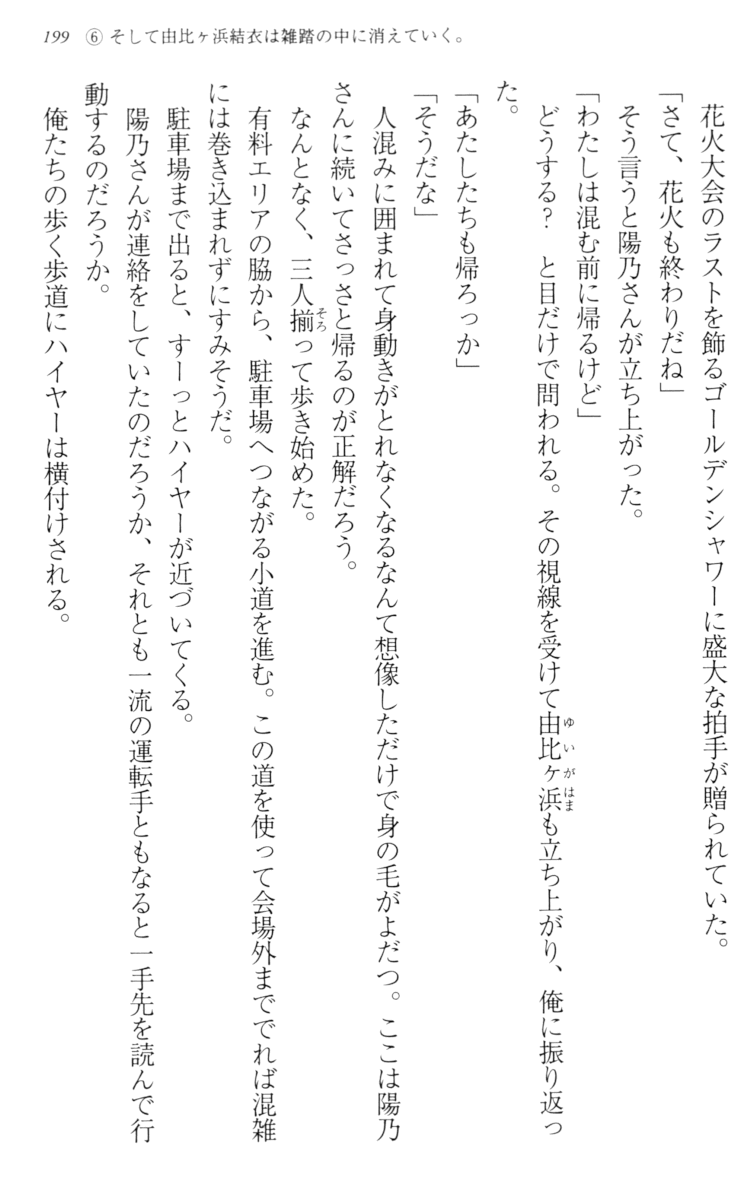 199 ⑥ そして由比ヶ浜結衣は雑踏の中に消えていく。
　花火大会のラストを飾るゴールデンシャワーに盛大な拍手が贈られていた。
「さて、花火も終わりだね」
　そう言うと陽乃さんが立ち上がった。
「わたしは混む前に帰るけど」
　どうする？　と目だけで問われる。その視線を受けて由比ヶ浜も立ち上がり、俺に振り返っ
た。
「あたしたちも帰ろっか」
「そうだな」
　人混みに囲まれて身動きがとれなくなるなんて想像しただけで身の毛がよだつ。ここは陽乃
さんに続いてさっさと帰るのが正解だろう。
　なんとなく、三人揃って歩き始めた。
　有料エリアの脇から、駐車場へつながる小道を進む。この道を使って会場外まででれば混雑
には巻き込まれずにすみそうだ。
　駐車場まで出ると、すーっとハイヤーが近づいてくる。
　陽乃さんが連絡をしていたのだろうか、それとも一流の運転手ともなると一手先を読んで行
動するのだろうか。
　俺たちの歩く歩道にハイヤーは横付けされる。